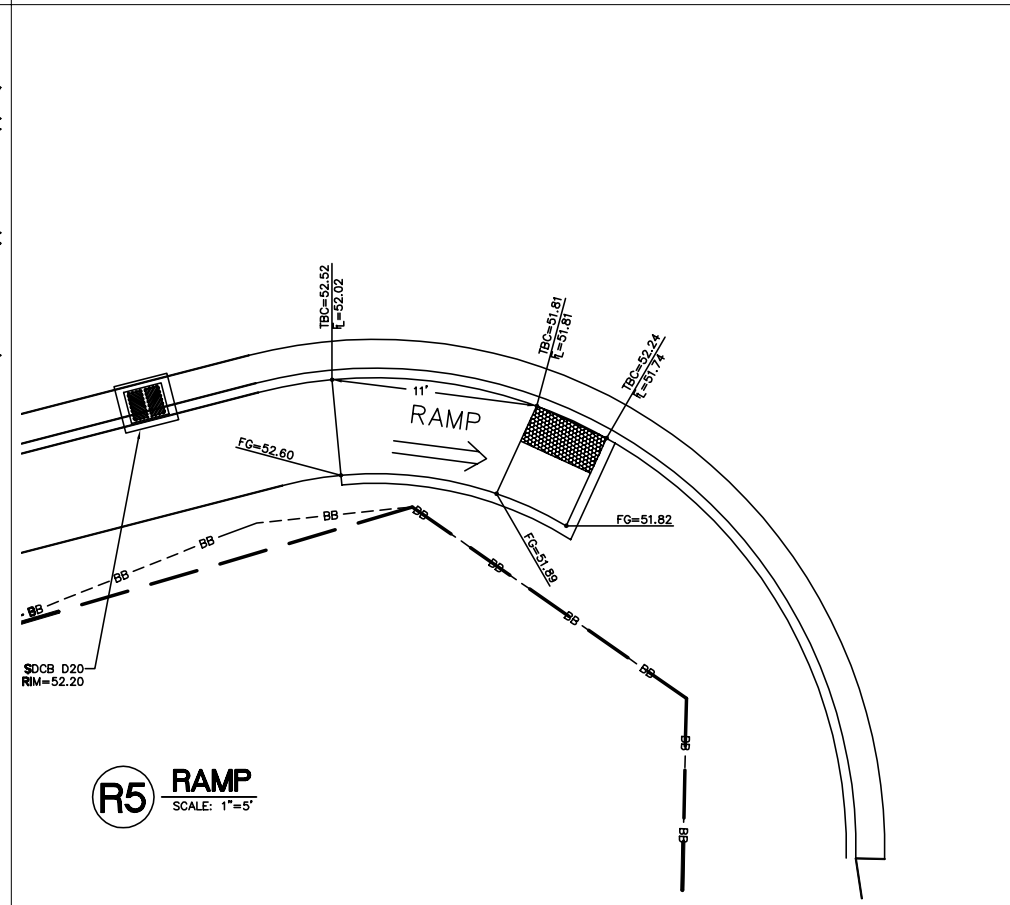 TBC=52.52
FL=52.02
TBC=51.81
FL=51.81
TBC=52.24
FL=51.74
11'
RAMP
FG=52.60
FG=51.82
FG=51.89
BB
BB
BB
BB
BB
BB
BB
BB
BB
BB
SDCB D20
RIM=52.20
R5
RAMP
SCALE: 1"=5'